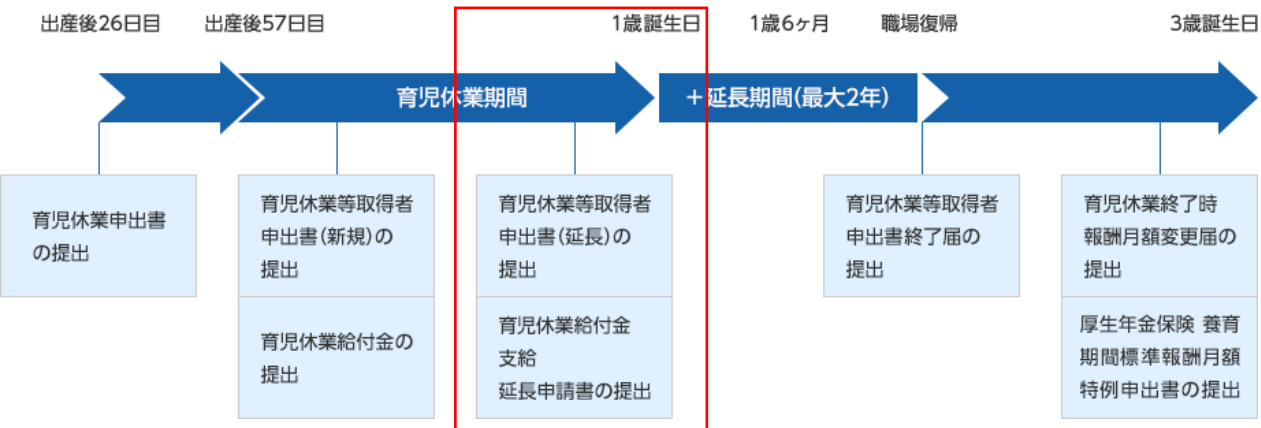 出産後26日目
出産後57日目
1歳誕生日
1歳6ヶ月
職場復帰
3歳誕生日
育児休業期間
＋延長期間(最大2年)
育児休業申出書
の提出
育児休業等取得者
申出書(新規)の
提出
育児休業給付金の
提出
育児休業等取得者
申出書(延長)の
提出
育児休業給付金
支給
延長申請書の提出
育児休業等取得者
申出書終了届の
提出
育児休業終了時
報酬月額変更届の
提出
厚生年金保険 養育
期間標準報酬月額
特例申出書の提出